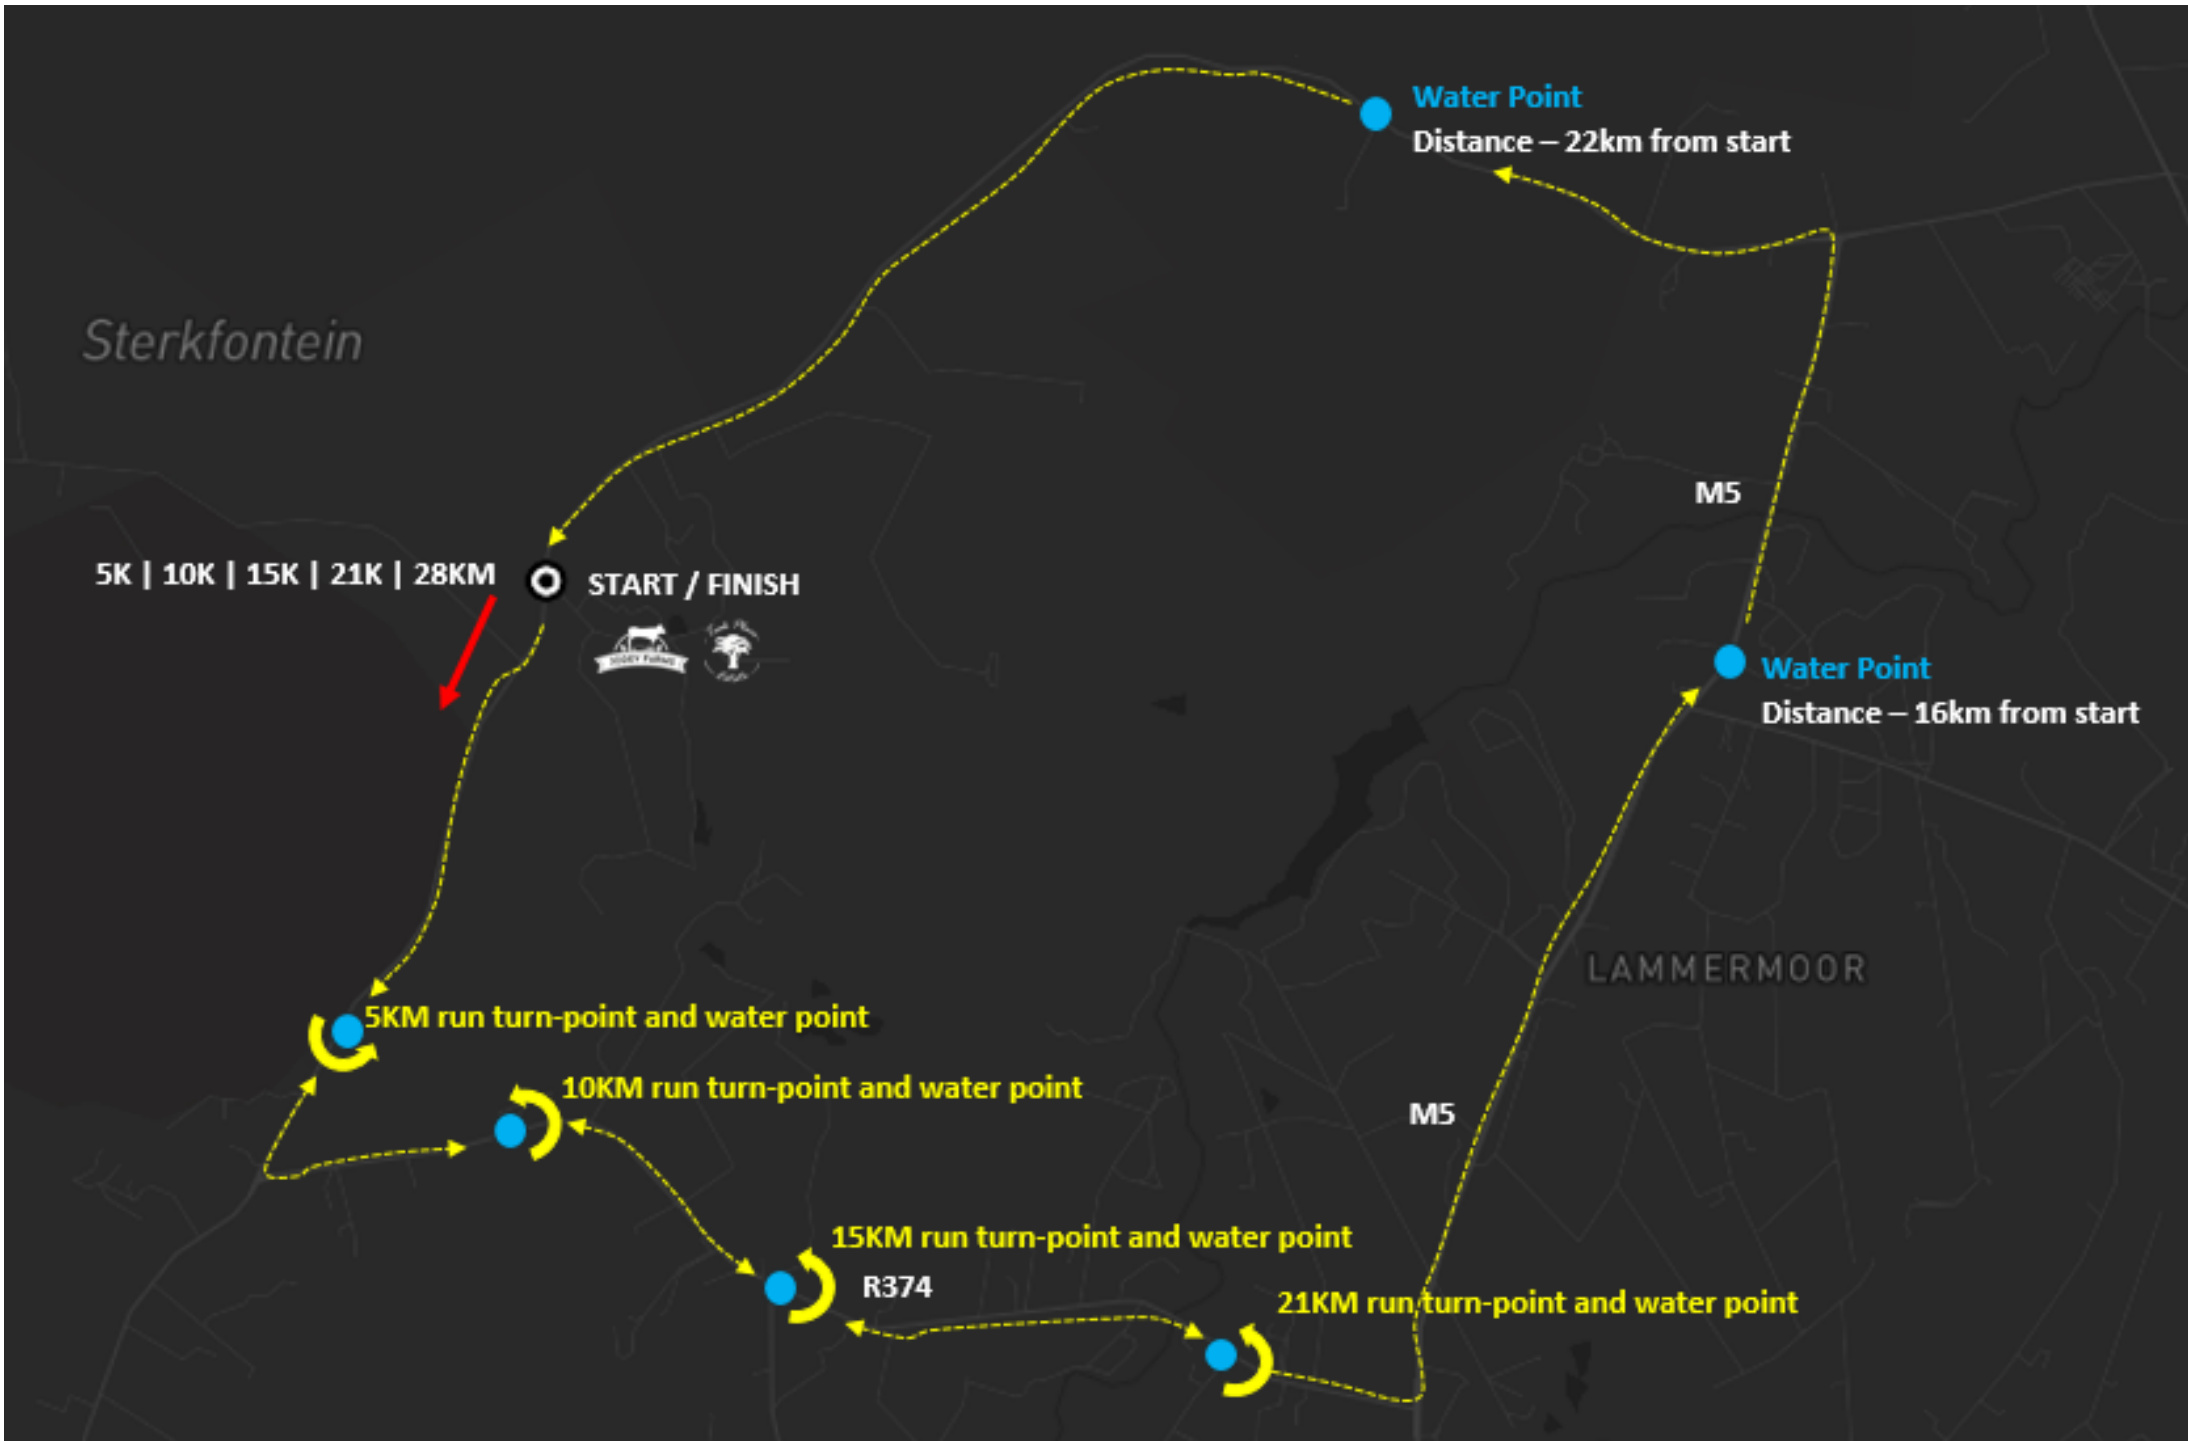 Water Point
Distance – 22km from start
Sterkfontein
M5
5K | 10K | 15K | 21K | 28KM
START / FINISH
Water Point
Distance – 16km from start
LAMMERMOOR
5KM run turn-point and water point
10KM run turn-point and water point
M5
15KM run turn-point and water point
R374
21KM run turn-point and water point